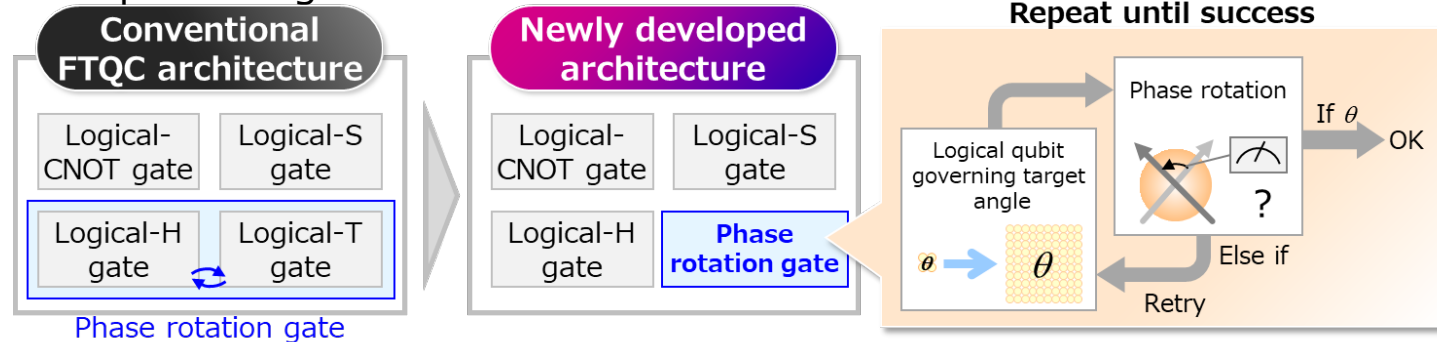 Conventional
FTQC architecture
Logical-
CNOT gate
Logical-S
gate
Logical-H
gate
Logical-T
gate
Phase rotation gate
Newly developed
architecture
Logical-
CNOT gate
Logical-S
gate
Logical-H
gate
Phase
rotation gate
Repeat until success
Logical qubit
governing target
angle
θ
θ
Phase rotation
?
If θ
OK
Else if
Retry